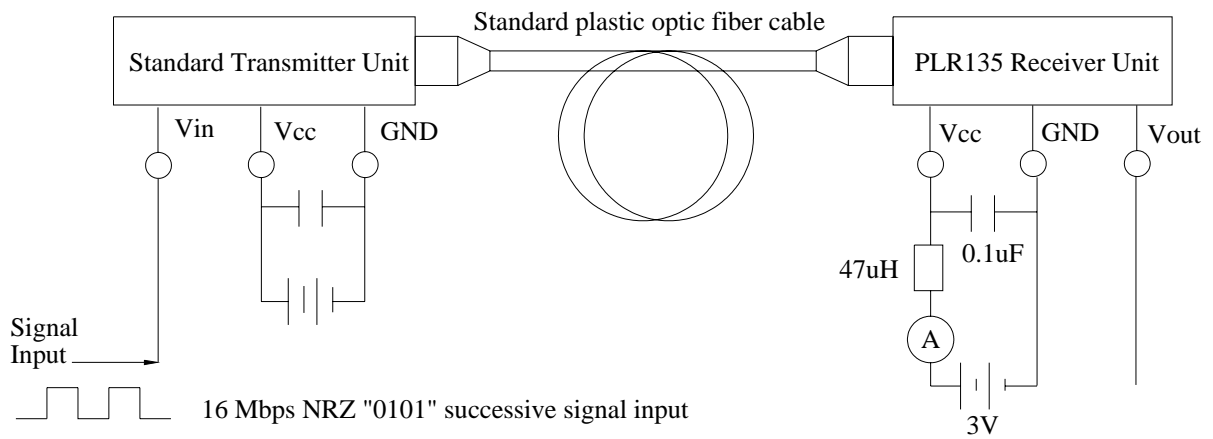 Standard plastic optic fiber cable
Standard Transmitter Unit
PLR135 Receiver Unit
Vin
Vcc
GND
Vcc
GND
Vout
0.1uF
47uH
A
Signal
Input
3V
16 Mbps NRZ "0101" successive signal input